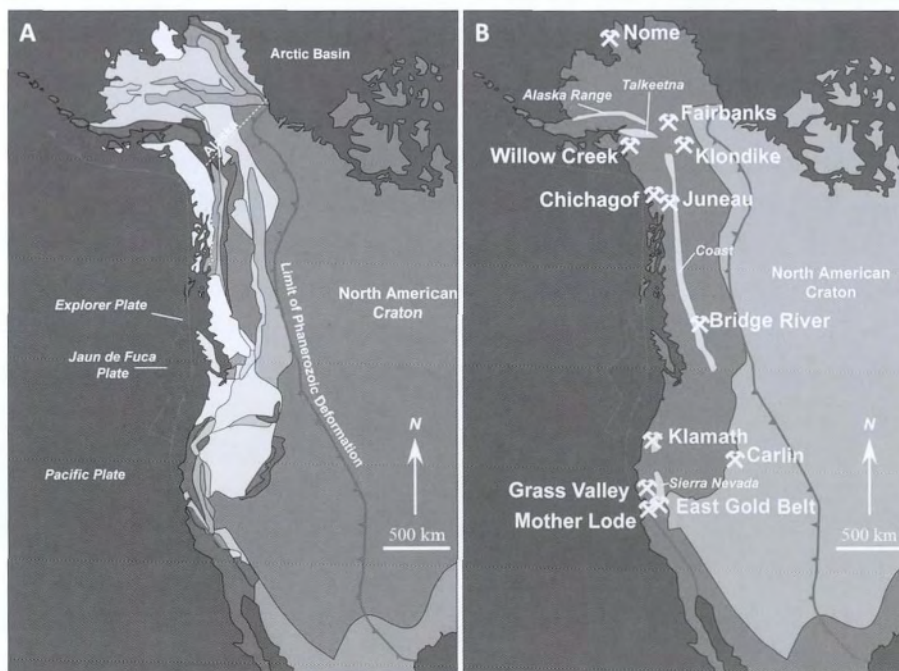 A
Arctic Basin
Explorer Plate
Jaun de Fuca
Plate
Pacific Plate
Limit of Phanerozoic Deformation
North American
Craton
N
500 km
B
Nome
Talkeetna
Alaska Range
Fairbanks
Willow Creek
Klondike
Chichagof
Juneau
Coast
North American
Craton
Bridge River
Klamath
Carlin
Sierra Nevada
Grass Valley
East Gold Belt
Mother Lode
N
500 km